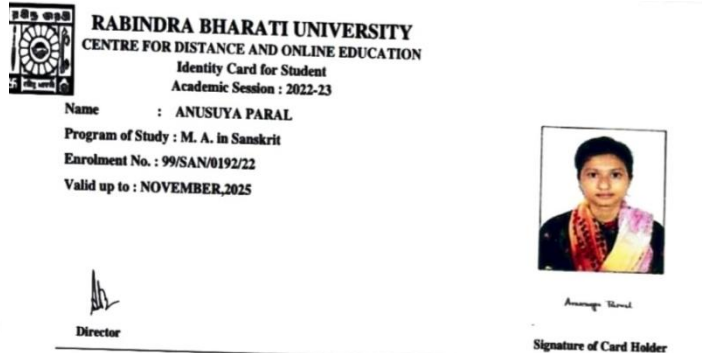 RABINDRA BHARATI UNIVERSITY
CENTRE FOR DISTANCE AND ONLINE EDUCATION
Identity Card for Student
Academic Session : 2022-23
Name : ANUSUYA PARAL
Program of Study : M. A. in Sanskrit
Enrolment No. : 99/SAN/0192/22
Valid up to : NOVEMBER,2025
Director
Anusuya Paral
Signature of Card Holder